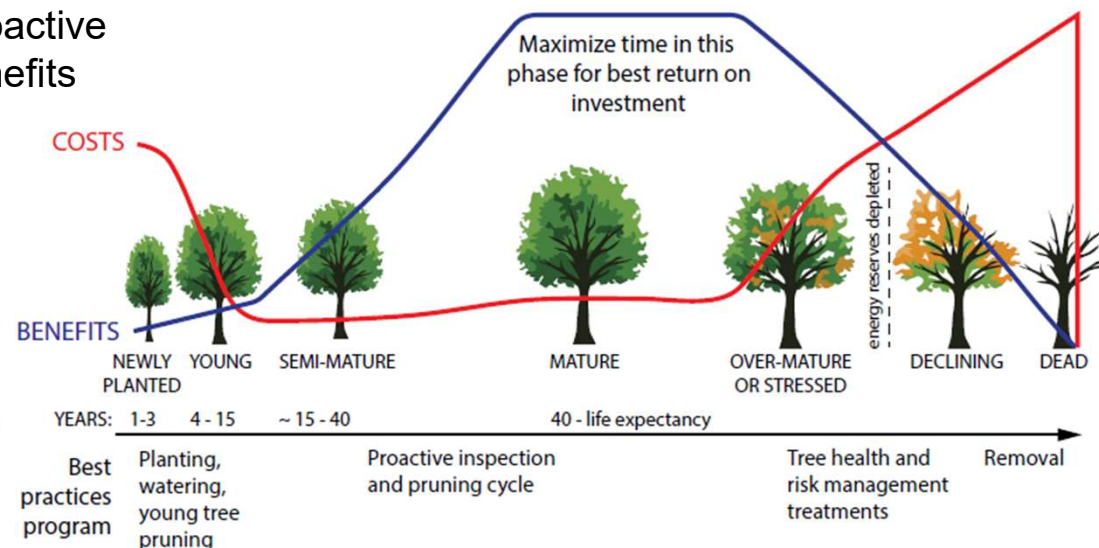 oactive
nefits
Maximize time in this
phase for best return on
investment
COSTS
BENEFITS
energy reserves depleted
NEWLY
PLANTED
YOUNG
SEMI-MATURE
MATURE
OVER-MATURE
OR STRESSED
DECLINING
DEAD
YEARS: 1-3 4 - 15 ~ 15 - 40 40 - life expectancy
Best
practices
program
Planting,
watering,
young tree
pruning
Proactive inspection
and pruning cycle
Tree health and
risk management
treatments
Removal